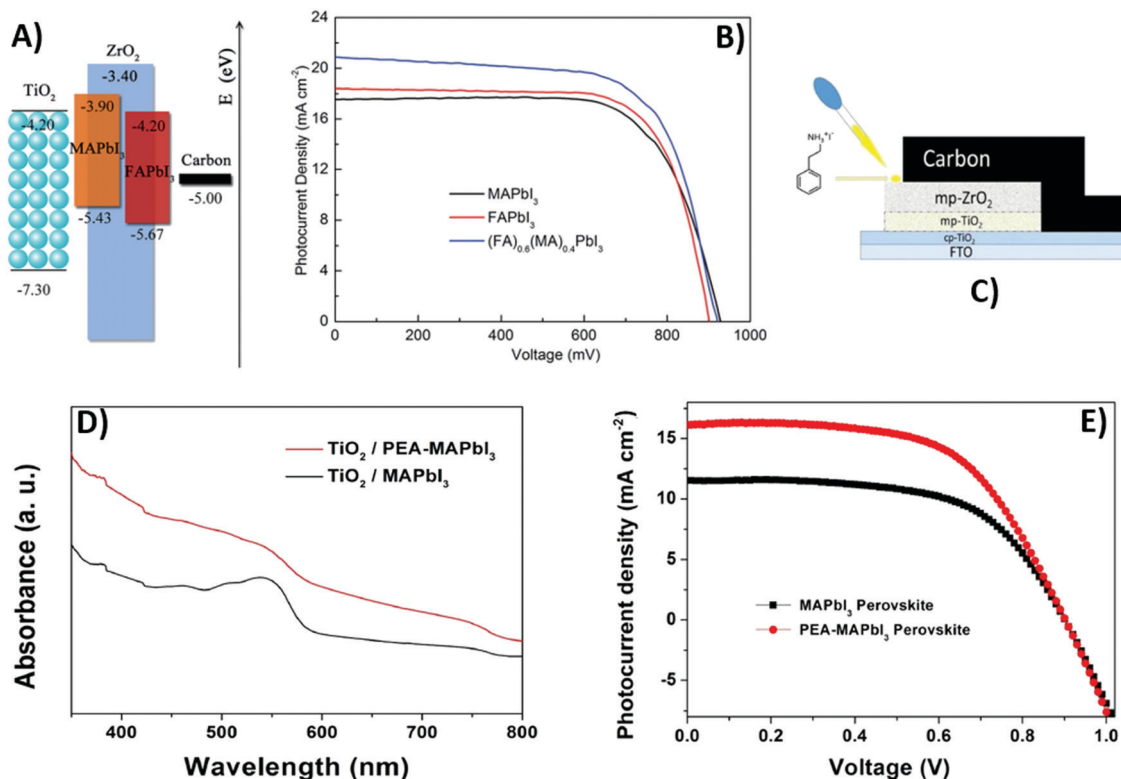 A)
ZrO₂
-3.40
TiO₂
-4.20
-3.90
MAPbI₃
-4.20
FAPbI₃
-5.43
-5.67
Carbon
-5.00
-7.30
E (eV)
B)
Photocurrent Density (mA cm⁻²)
24
20
16
12
8
4
0
MAPbI₃
FAPbI₃
(FA)₀.₆(MA)₀.₄PbI₃
0 200 400 600 800 1000
Voltage (mV)
NH₃⁺I⁻
Carbon
mp-ZrO₂
mp-TiO₂
cp-TiO₂
FTO
C)
D)
Absorbance (a. u.)
TiO₂ / PEA-MAPbI₃
TiO₂ / MAPbI₃
400 500 600 700 800
Wavelength (nm)
E)
Photocurrent density (mA cm⁻²)
15
10
5
0
-5
MAPbI₃ Perovskite
PEA-MAPbI₃ Perovskite
0.0 0.2 0.4 0.6 0.8 1.0
Voltage (V)